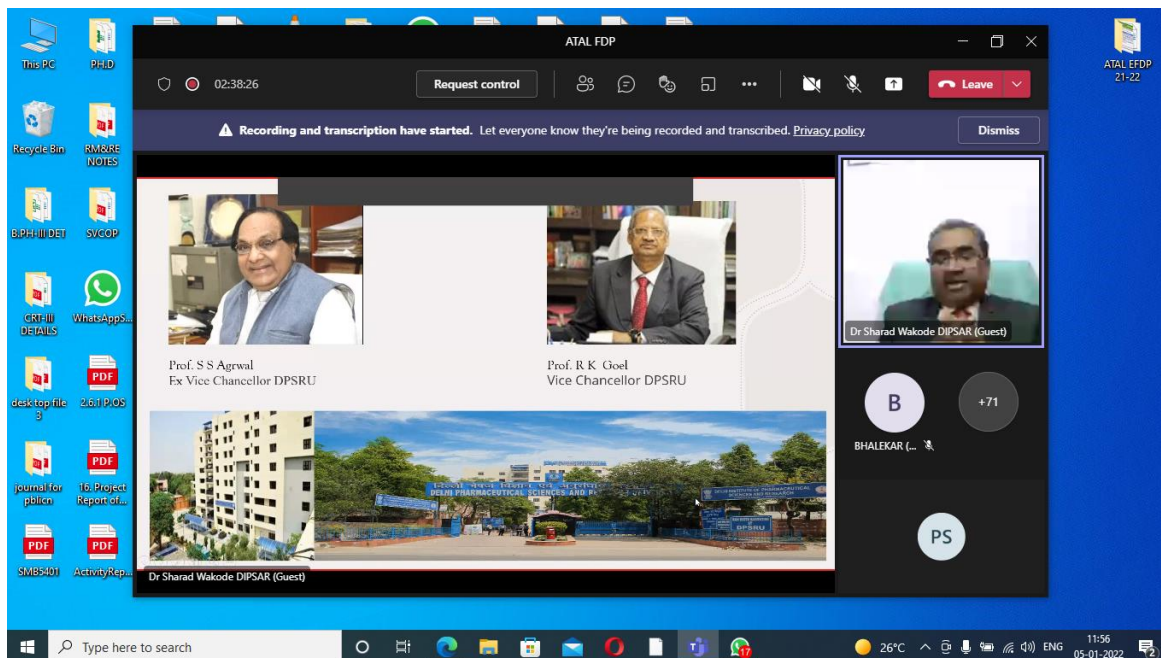 This PC
PH.D
Recycle Bin
RM&RE
NOTES
B.PH-III DET
SVCOP
CRT-III
DETAILS
WhatsAppS...
desk top file
3
2.6.1 P.OS
journal for
pblicn
16. Project
Report of...
SMB5401
ActivityRep...
PDF
PDF
PDF
PDF
ATAL EFDP
21-22
ATAL FDP
02:38:26
Request control
Leave
Recording and transcription have started. Let everyone know they're being recorded and transcribed. Privacy policy
Dismiss
Prof. S S Agrwal
Ex Vice Chancellor DPSRU
Prof. R K Goel
Vice Chancellor DPSRU
DELHI PHARMACEUTICAL SCIENCES AND
DPSRU
Dr Sharad Wakode DIPSAR (Guest)
Dr Sharad Wakode DIPSAR (Guest)
B
+71
BHALEKAR (...
PS
Type here to search
17
26°C
ENG
11:56
05-01-2022
2